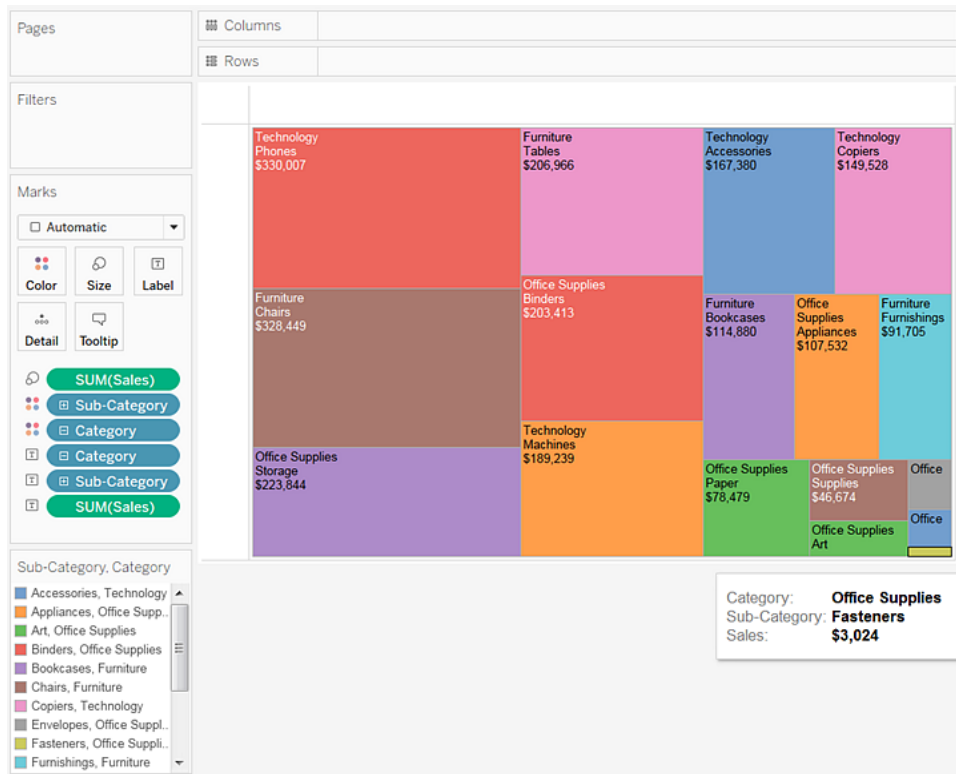 Pages
Columns
Rows
Filters
Marks
Automatic
Color
Size
Label
Detail
Tooltip
SUM(Sales)
Sub-Category
Category
Category
Sub-Category
SUM(Sales)
Sub-Category, Category
Accessories, Technology
Appliances, Office Supp..
Art, Office Supplies
Binders, Office Supplies
Bookcases, Furniture
Chairs, Furniture
Copiers, Technology
Envelopes, Office Suppl..
Fasteners, Office Suppli..
Furnishings, Furniture
Technology
Phones
$330,007
Furniture
Chairs
$328,449
Office Supplies
Storage
$223,844
Furniture
Tables
$206,966
Office Supplies
Binders
$203,413
Technology
Machines
$189,239
Technology
Accessories
$167,380
Technology
Copiers
$149,528
Furniture
Bookcases
$114,880
Office
Supplies
Appliances
$107,532
Furniture
Furnishings
$91,705
Office Supplies
Paper
$78,479
Office Supplies
Supplies
$46,674
Office Supplies
Art
Office
Office
Category: Office Supplies
Sub-Category: Fasteners
Sales: $3,024